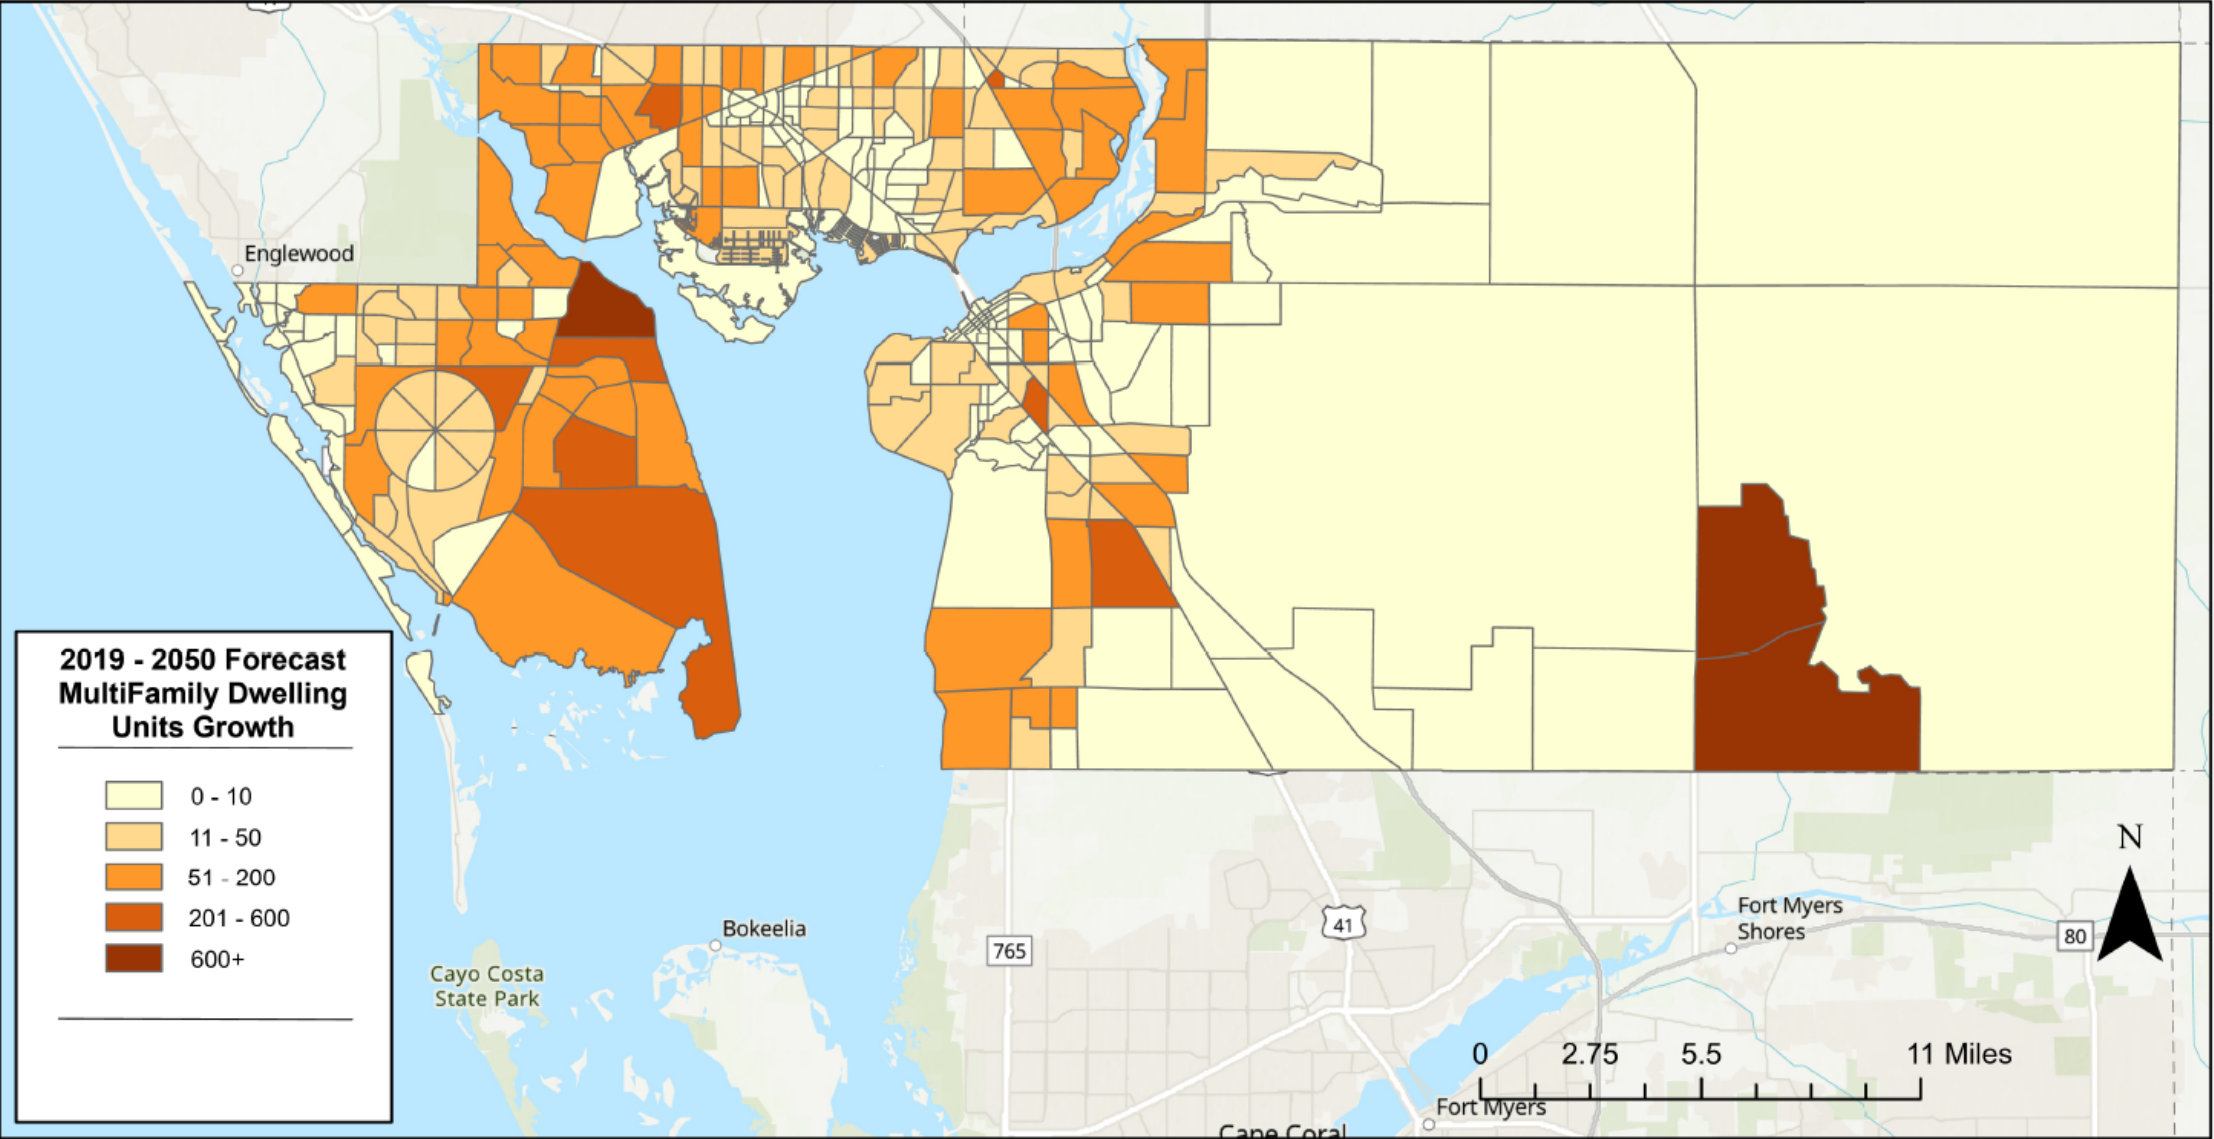 Englewood
2019 - 2050 Forecast
MultiFamily Dwelling
Units Growth
0 - 10
11 - 50
51 - 200
201 - 600
600+
Bokeelia
Cayo Costa
State Park
765
41
Fort Myers
Shores
80
N
0 2.75 5.5 11 Miles
Fort Myers
Cape Coral